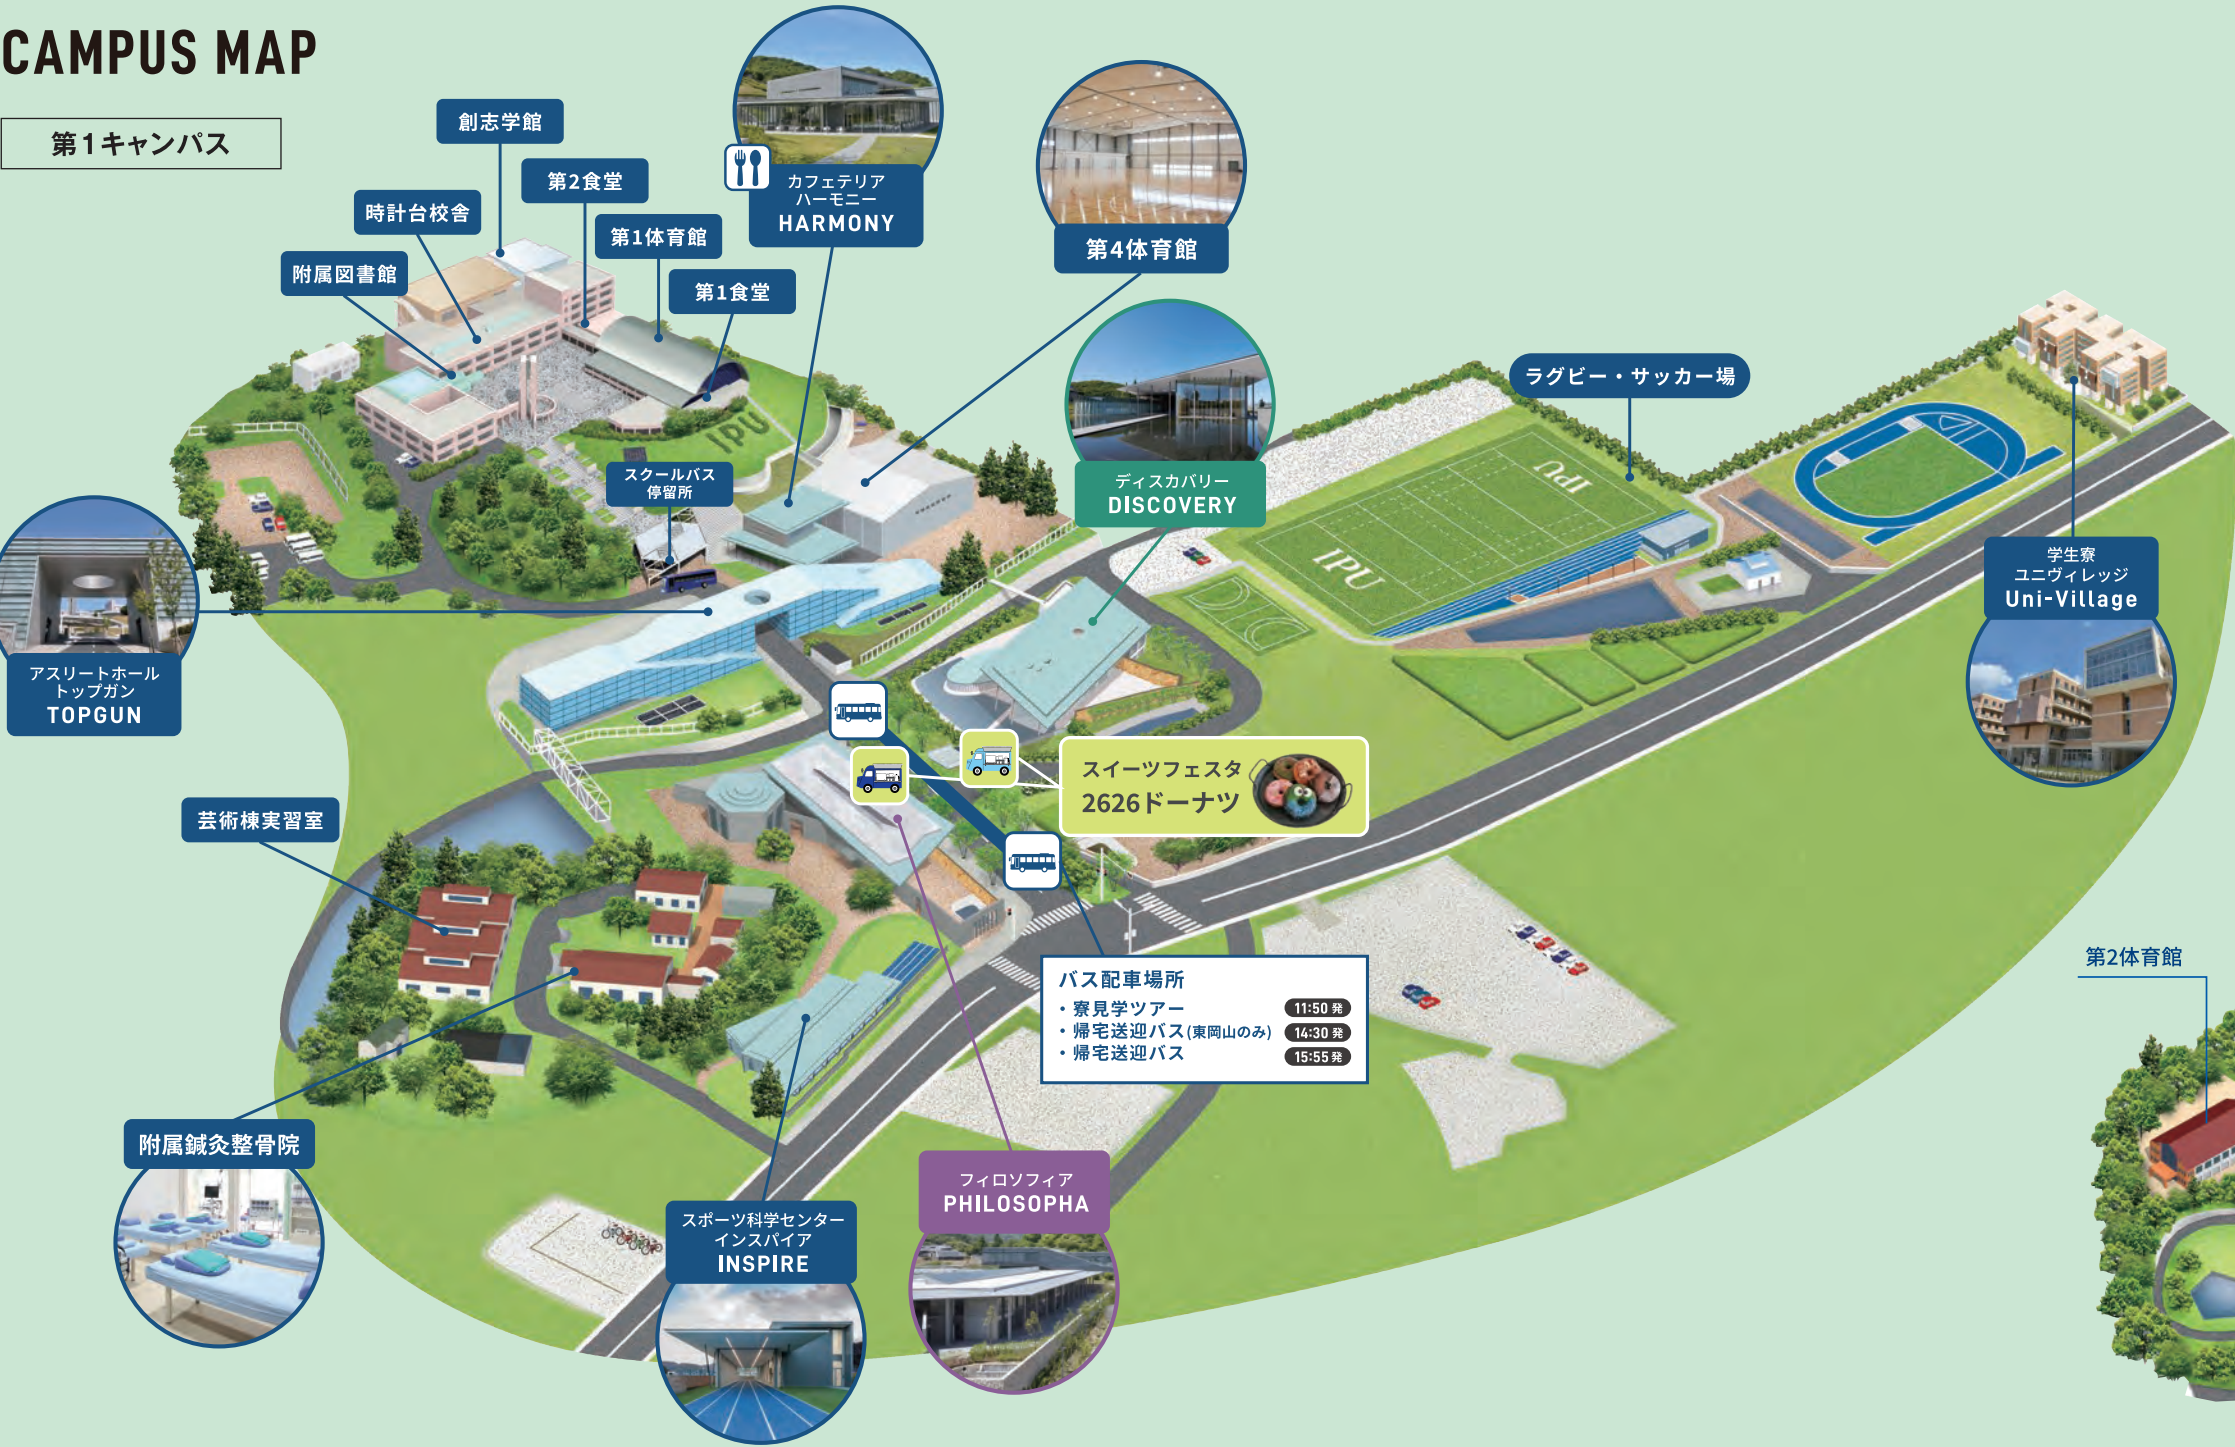 CAMPUS MAP
第1キャンパス
創志学館
第2食堂
時計台校舎
第1体育館
附属図書館
第1食堂
カフェテリア
ハーモニー
HARMONY
第4体育館
ラグビー・サッカー場
IPU
スクールバス
停留所
ディスカバリー
DISCOVERY
IPU
IPU
学生寮
ユニヴィレッジ
Uni-Village
アスリートホール
トップガン
TOPGUN
スイーツフェスタ
2626ドーナツ
芸術棟実習室
バス配車場所
・寮見学ツアー 11:50 発
・帰宅送迎バス(東岡山のみ) 14:30 発
・帰宅送迎バス 15:55 発
第2体育館
附属鍼灸整骨院
フィロソフィア
PHILOSOPHA
スポーツ科学センター
インスパイア
INSPIRE